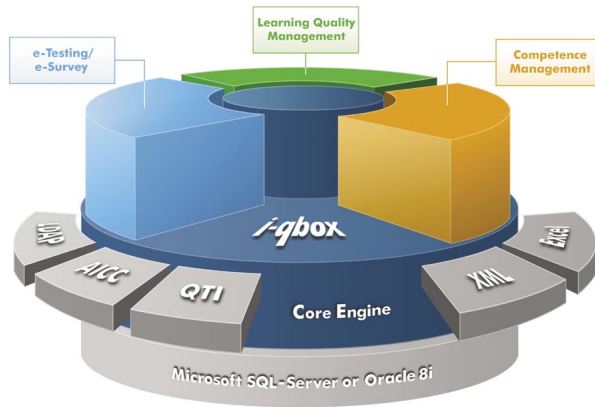 Learning Quality
Management
e-Testing/
e-Survey
Competence
Management
i-qbox
LDAP
AICC
QTI
XML
Excel
Core Engine
Microsoft SQL-Server or Oracle 8i